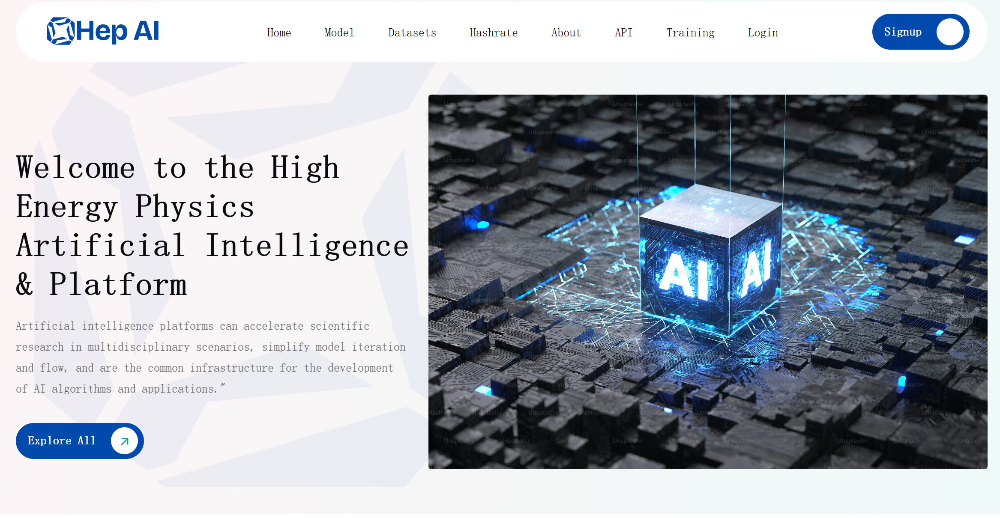 Hep AI
Home Model Datasets Hashrate About API Training Login
Signup
Welcome to the High
Energy Physics
Artificial Intelligence
& Platform
Artificial intelligence platforms can accelerate scientific
research in multidisciplinary scenarios, simplify model iteration
and flow, and are the common infrastructure for the development
of AI algorithms and applications."
Explore All
AI AI
Unsplash+